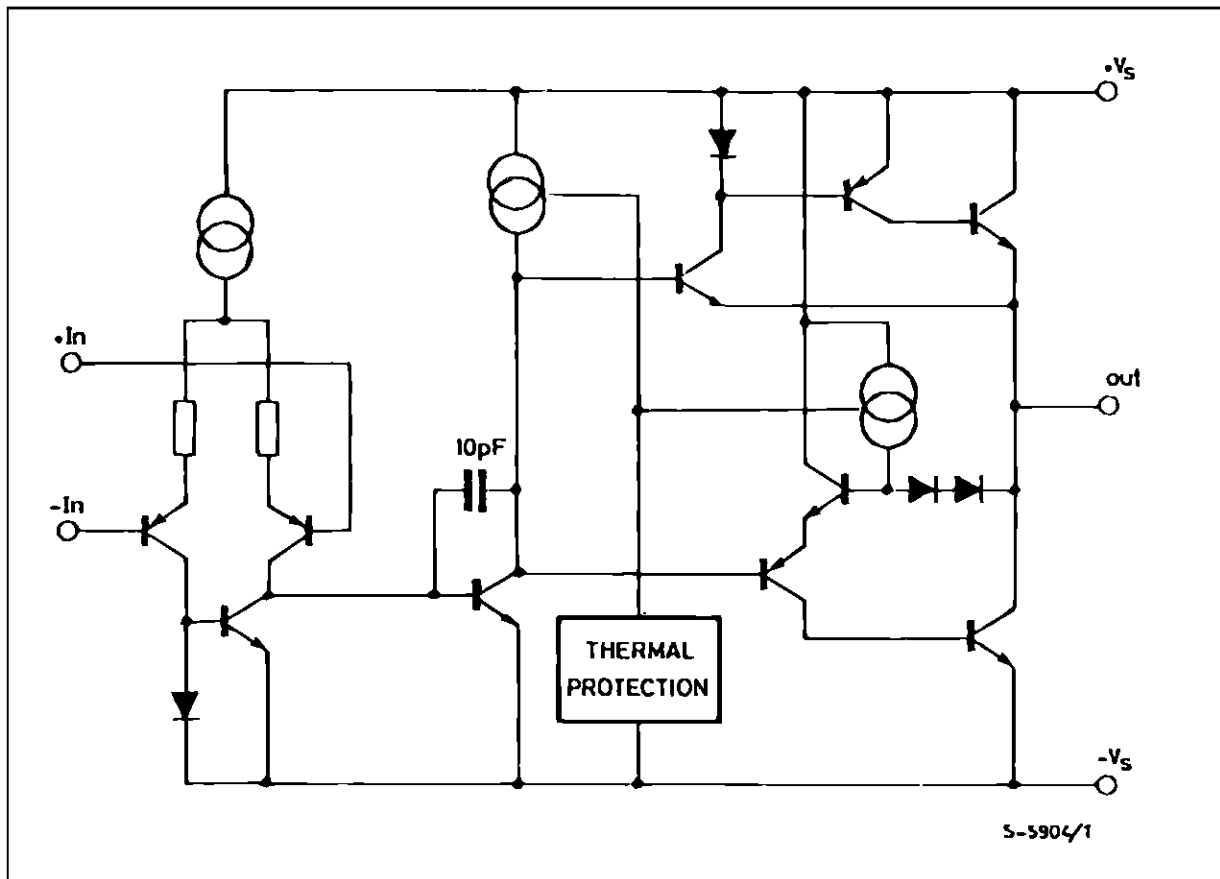 +Vs
+In
out
10pF
-In
THERMAL
PROTECTION
-Vs
S-5904/1